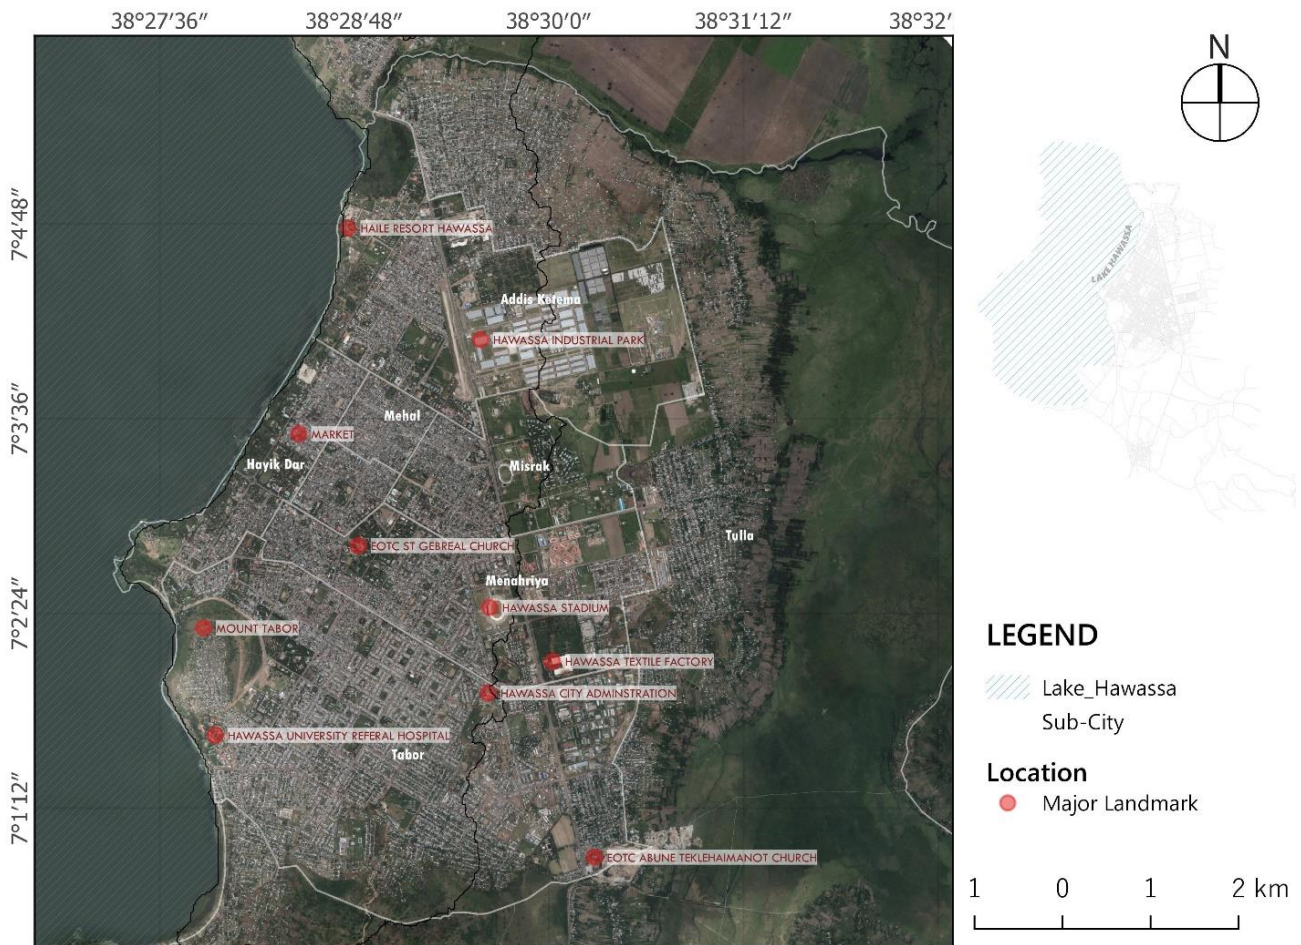 38°27′36″
38°28′48″
38°30′0″
38°31′12″
38°32′
N
7°4′48″
7°3′36″
7°2′24″
7°1′12″
HAILE RESORT HAWASSA
Addis Ketema
HAWASSA INDUSTRIAL PARK
Mehal
MARKET
Hayik Dar
Misrak
Tulla
EOTC ST GEBREAL CHURCH
Menahriya
HAWASSA STADIUM
MOUNT TABOR
HAWASSA TEXTILE FACTORY
HAWASSA CITY ADMINSTRATION
HAWASSA UNIVERSITY REFERAL HOSPITAL
Tabor
EOTC ABUNE TEKLEHAIMANOT CHURCH
LAKE HAWASSA
LEGEND
Lake_Hawassa
Sub-City
Location
Major Landmark
1 0 1 2 km